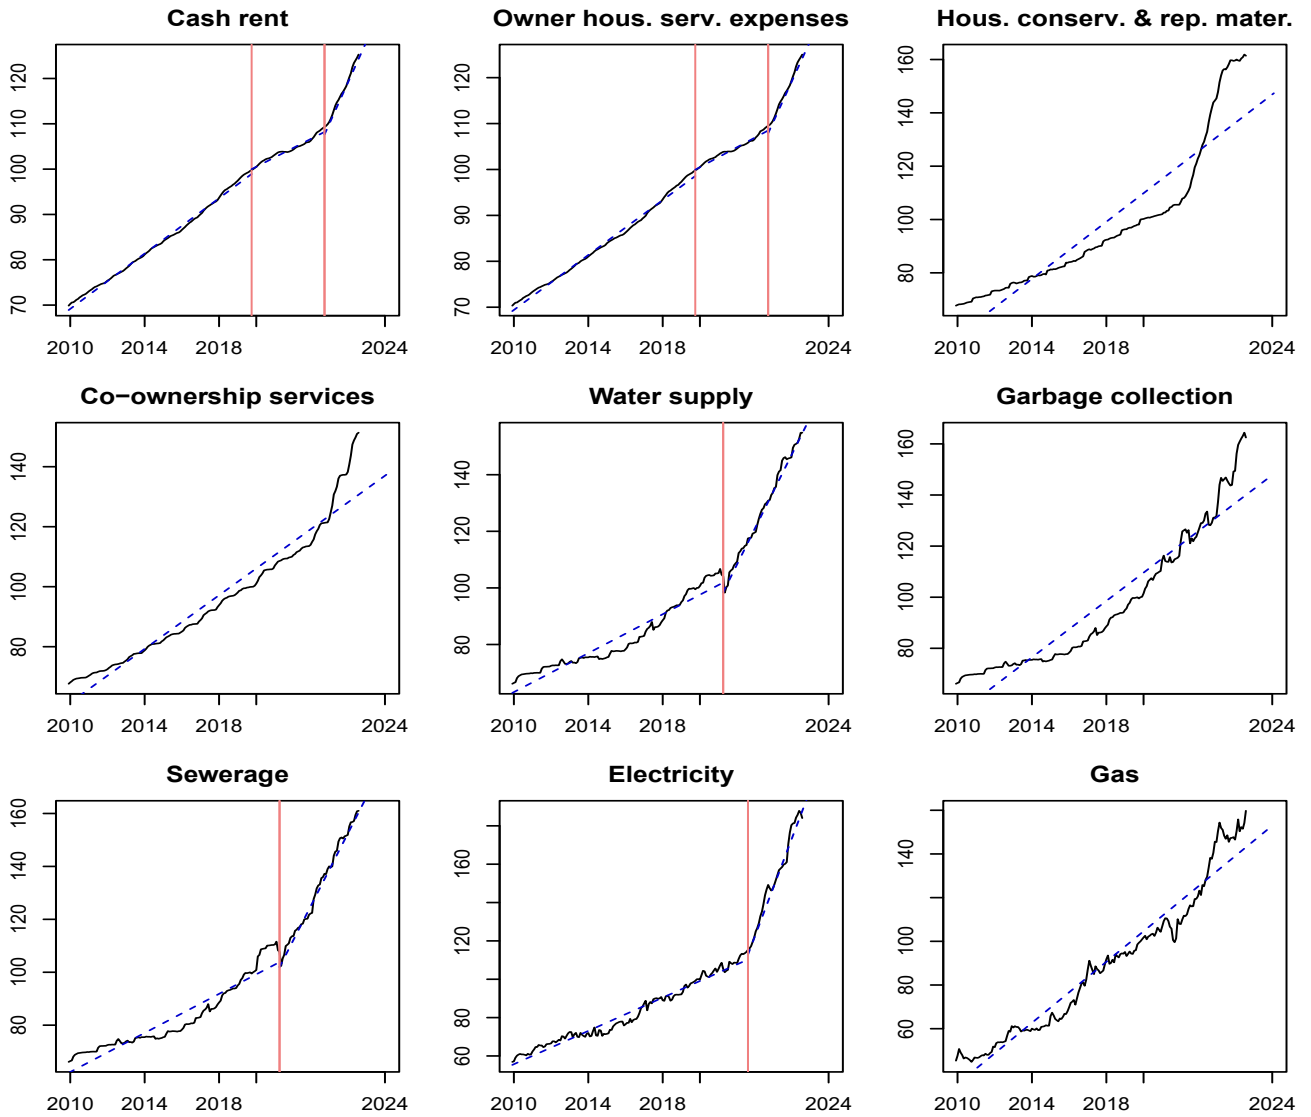 Cash rent
Owner hous. serv. expenses
Hous. conserv. & rep. mater.
120
110
100
90
80
70
2010 2014 2018 2024
120
110
100
90
80
70
2010 2014 2018 2024
160
140
120
100
80
2010 2014 2018 2024
Co−ownership services
Water supply
Garbage collection
140
120
100
80
2010 2014 2018 2024
140
120
100
80
2010 2014 2018 2024
160
140
120
100
80
2010 2014 2018 2024
Sewerage
Electricity
Gas
160
140
120
100
80
2010 2014 2018 2024
160
120
80
60
2010 2014 2018 2024
140
100
80
60
2010 2014 2018 2024